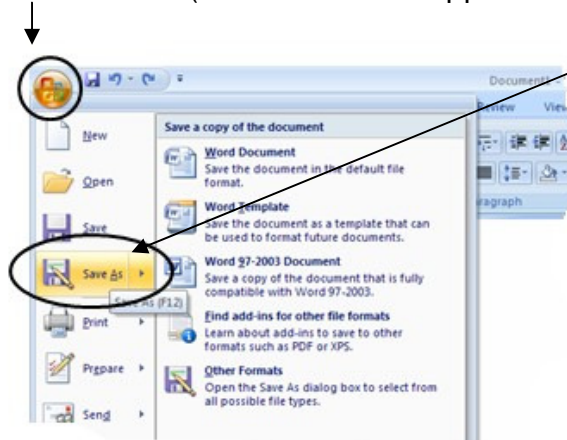 Document1 -
Review View
Save a copy of the document
New
Word Document
Save the document in the default file
format.
Open
Word Template
Save the document as a template that can
be used to format future documents.
Save
Word 97-2003 Document
Save a copy of the document that is fully
compatible with Word 97-2003.
Save As
Save As (F12)
Find add-ins for other file formats
Learn about add-ins to save to other
formats such as PDF or XPS.
Print
Other Formats
Open the Save As dialog box to select from
all possible file types.
Prepare
Send